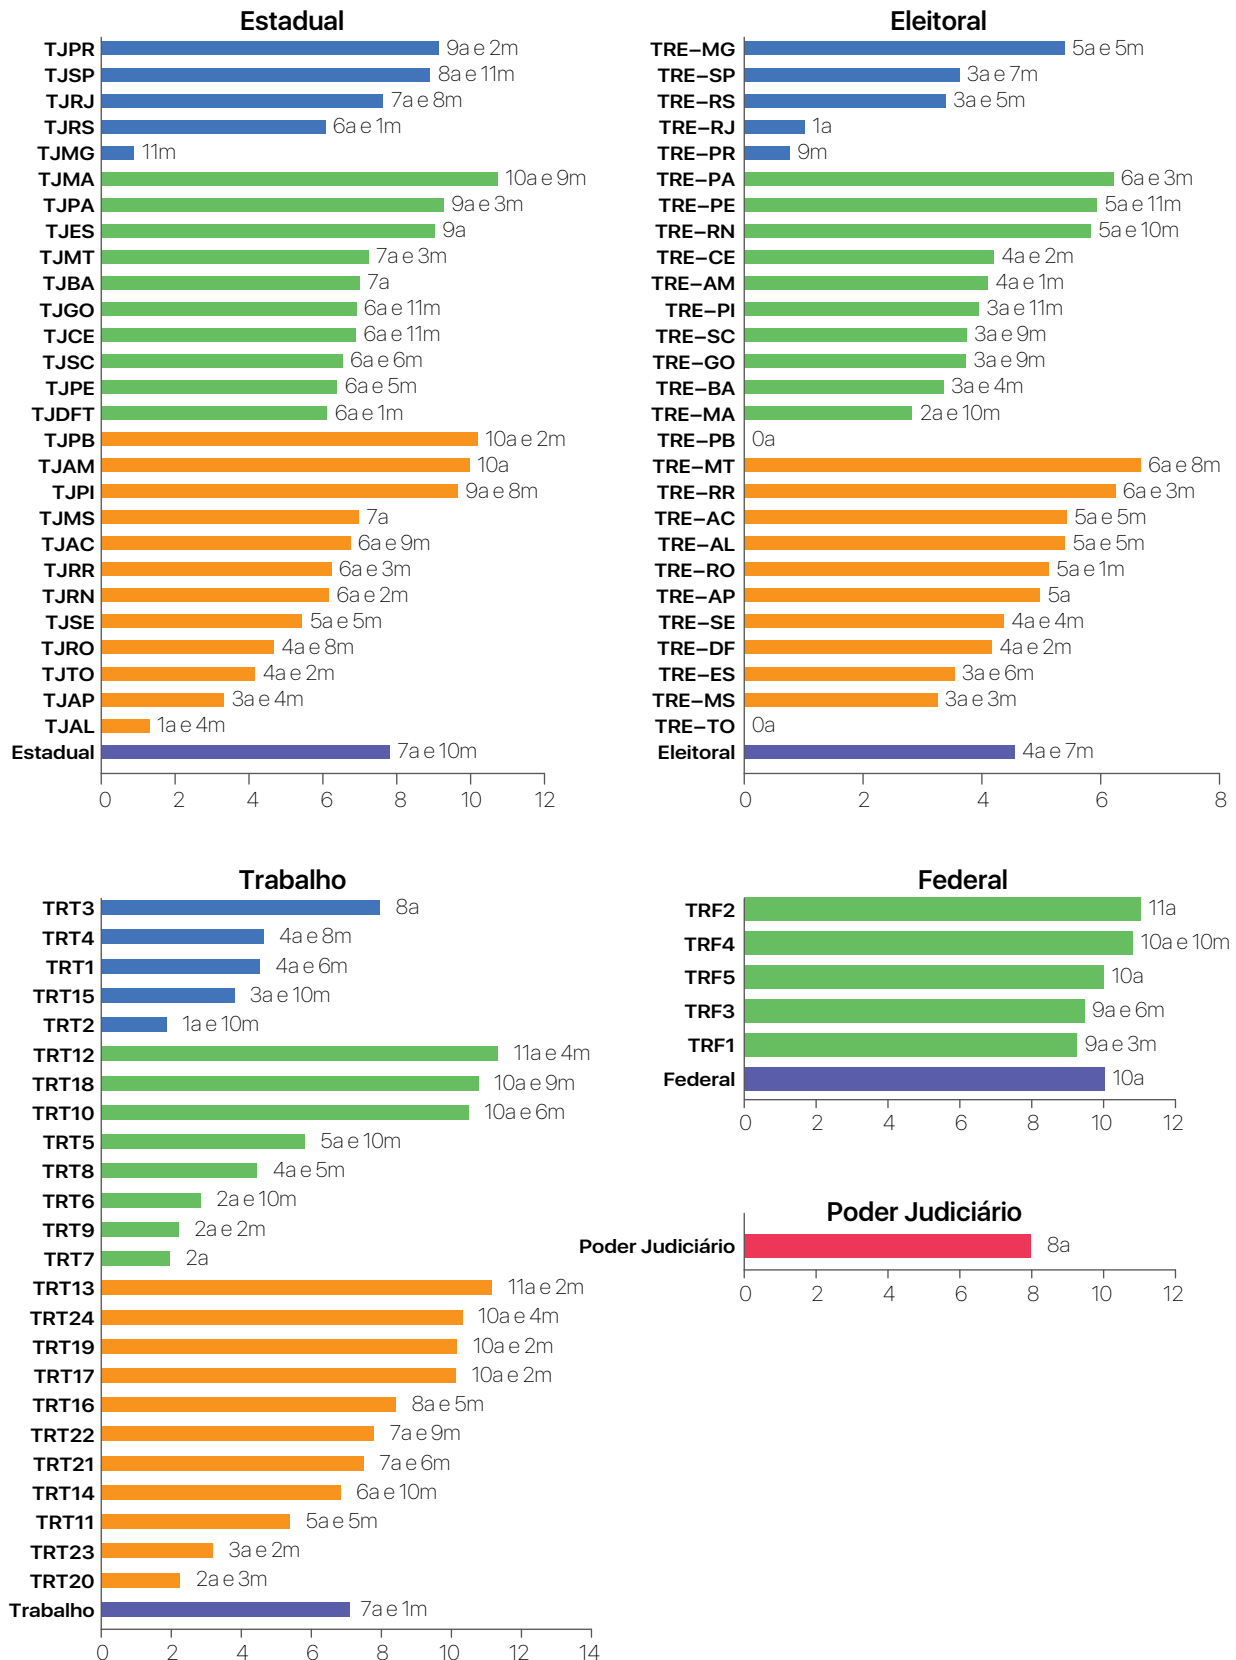 Estadual
TJPR 9a e 2m
TJSP 8a e 11m
TJRJ 7a e 8m
TJRS 6a e 1m
TJMG 11m
TJMA 10a e 9m
TJPA 9a e 3m
TJES 9a
TJMT 7a e 3m
TJBA 7a
TJGO 6a e 11m
TJCE 6a e 11m
TJSC 6a e 6m
TJPE 6a e 5m
TJDFT 6a e 1m
TJPB 10a e 2m
TJAM 10a
TJPI 9a e 8m
TJMS 7a
TJAC 6a e 9m
TJRR 6a e 3m
TJRN 6a e 2m
TJSE 5a e 5m
TJRO 4a e 8m
TJTO 4a e 2m
TJAP 3a e 4m
TJAL 1a e 4m
Estadual 7a e 10m
0 2 4 6 8 10 12
Eleitoral
TRE–MG 5a e 5m
TRE–SP 3a e 7m
TRE–RS 3a e 5m
TRE–RJ 1a
TRE–PR 9m
TRE–PA 6a e 3m
TRE–PE 5a e 11m
TRE–RN 5a e 10m
TRE–CE 4a e 2m
TRE–AM 4a e 1m
TRE–PI 3a e 11m
TRE–SC 3a e 9m
TRE–GO 3a e 9m
TRE–BA 3a e 4m
TRE–MA 2a e 10m
TRE–PB 0a
TRE–MT 6a e 8m
TRE–RR 6a e 3m
TRE–AC 5a e 5m
TRE–AL 5a e 5m
TRE–RO 5a e 1m
TRE–AP 5a
TRE–SE 4a e 4m
TRE–DF 4a e 2m
TRE–ES 3a e 6m
TRE–MS 3a e 3m
TRE–TO 0a
Eleitoral 4a e 7m
0 2 4 6 8
Trabalho
TRT3 8a
TRT4 4a e 8m
TRT1 4a e 6m
TRT15 3a e 10m
TRT2 1a e 10m
TRT12 11a e 4m
TRT18 10a e 9m
TRT10 10a e 6m
TRT5 5a e 10m
TRT8 4a e 5m
TRT6 2a e 10m
TRT9 2a e 2m
TRT7 2a
TRT13 11a e 2m
TRT24 10a e 4m
TRT19 10a e 2m
TRT17 10a e 2m
TRT16 8a e 5m
TRT22 7a e 9m
TRT21 7a e 6m
TRT14 6a e 10m
TRT11 5a e 5m
TRT23 3a e 2m
TRT20 2a e 3m
Trabalho 7a e 1m
0 2 4 6 8 10 12 14
Federal
TRF2 11a
TRF4 10a e 10m
TRF5 10a
TRF3 9a e 6m
TRF1 9a e 3m
Federal 10a
0 2 4 6 8 10 12
Poder Judiciário
Poder Judiciário 8a
0 2 4 6 8 10 12